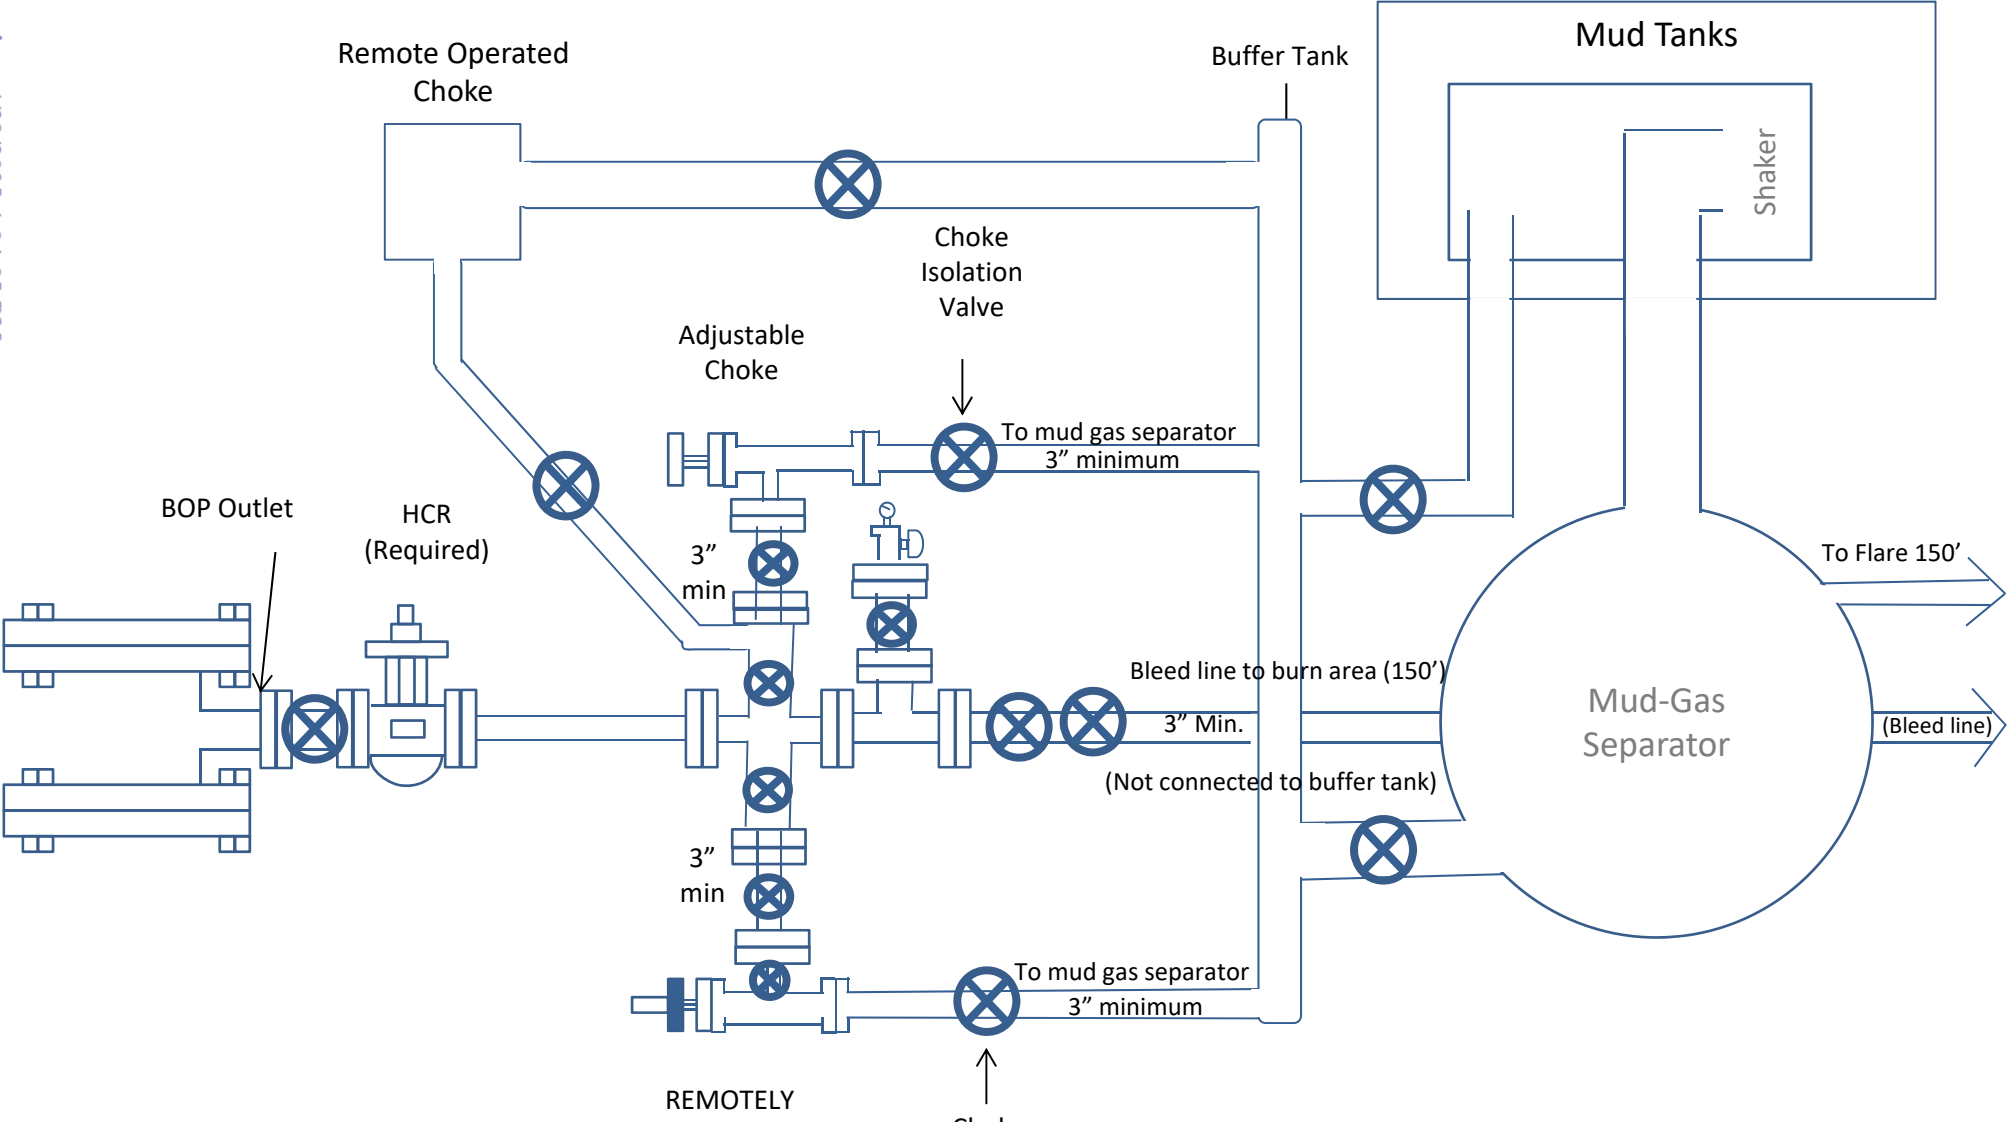 Mud Tanks
Remote Operated
Choke
Buffer Tank
Shaker
Choke
Isolation
Valve
Adjustable
Choke
To mud gas separator
3” minimum
BOP Outlet
HCR
(Required)
3”
min
To Flare 150’
Bleed line to burn area (150’)
3” Min.
(Bleed line)
Mud-Gas
Separator
(Not connected to buffer tank)
3”
min
To mud gas separator
3” minimum
REMOTELY